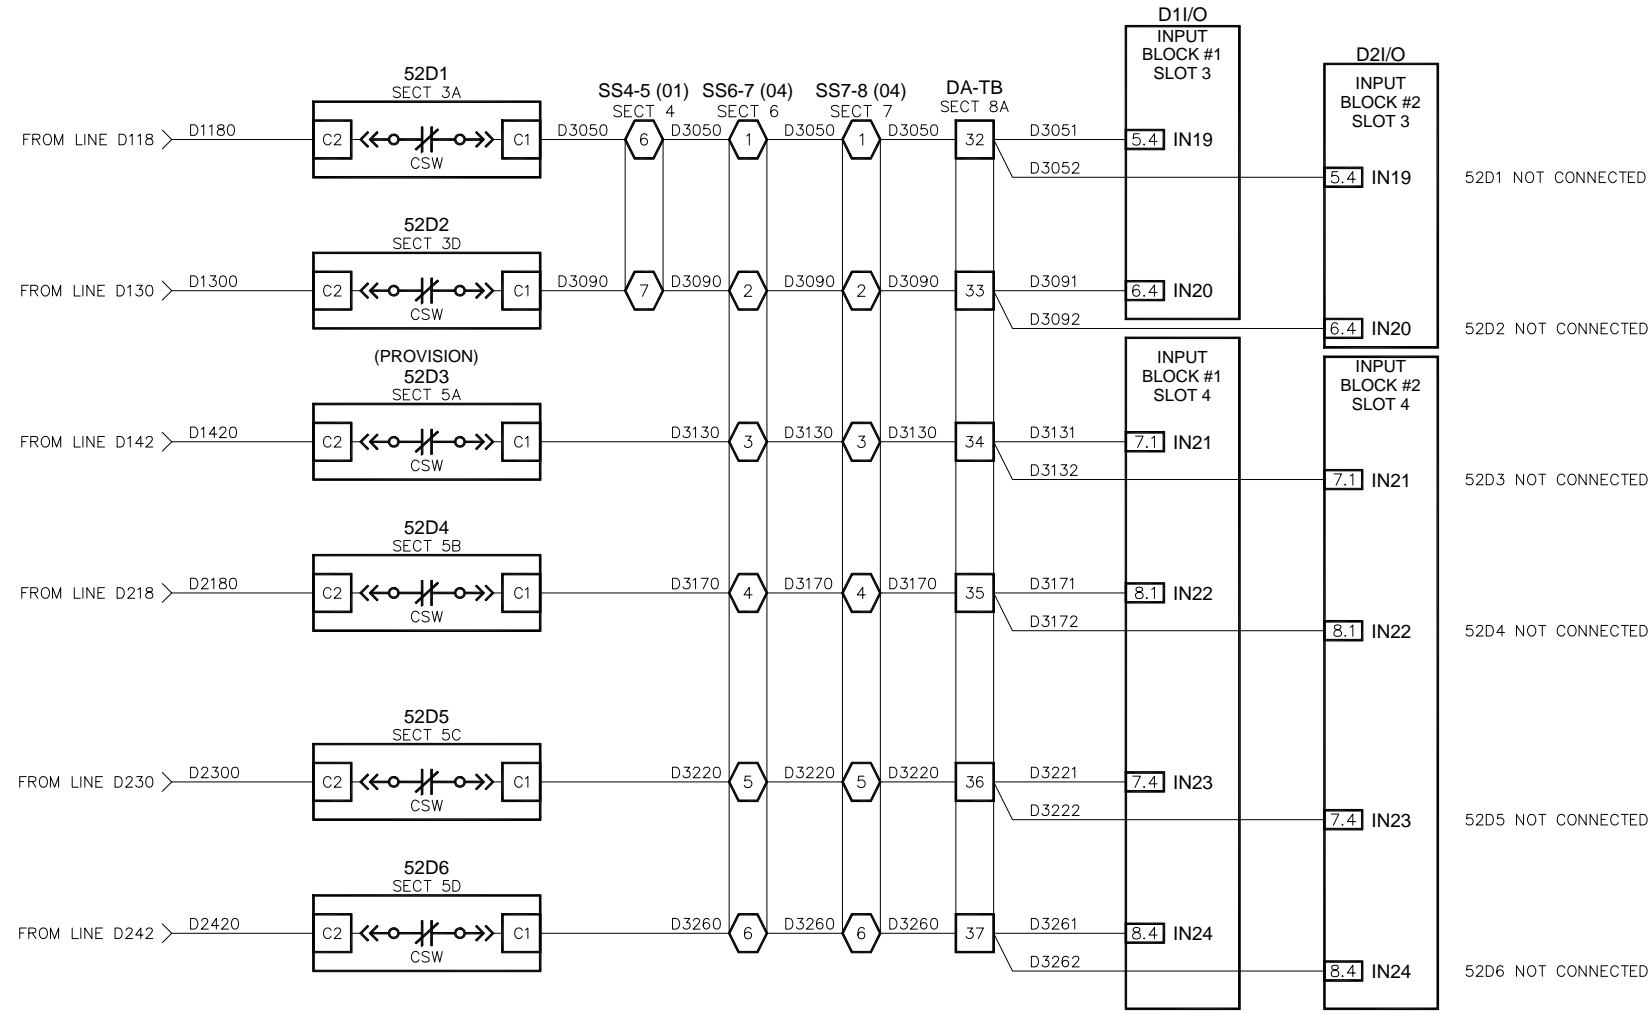 D1I/O
INPUT
BLOCK #1
SLOT 3
D2I/O
INPUT
BLOCK #2
SLOT 3
52D1
SECT 3A
SS4-5 (01) SS6-7 (04) SS7-8 (04) DA-TB
SECT 4 SECT 6 SECT 7 SECT 8A
FROM LINE D118 D1180 C2 C1 D3050 6 D3050 1 D3050 1 D3050 32 D3051 5.4 IN19
CSW
D3052 5.4 IN19 52D1 NOT CONNECTED
52D2
SECT 3D
FROM LINE D130 D1300 C2 C1 D3090 7 D3090 2 D3090 2 D3090 33 D3091 6.4 IN20
CSW
D3092 6.4 IN20 52D2 NOT CONNECTED
(PROVISION)
52D3
SECT 5A
INPUT
BLOCK #1
SLOT 4
INPUT
BLOCK #2
SLOT 4
FROM LINE D142 D1420 C2 C1 D3130 3 D3130 3 D3130 34 D3131 7.1 IN21
CSW
D3132 7.1 IN21 52D3 NOT CONNECTED
52D4
SECT 5B
FROM LINE D218 D2180 C2 C1 D3170 4 D3170 4 D3170 35 D3171 8.1 IN22
CSW
D3172 8.1 IN22 52D4 NOT CONNECTED
52D5
SECT 5C
FROM LINE D230 D2300 C2 C1 D3220 5 D3220 5 D3220 36 D3221 7.4 IN23
CSW
D3222 7.4 IN23 52D5 NOT CONNECTED
52D6
SECT 5D
FROM LINE D242 D2420 C2 C1 D3260 6 D3260 6 D3260 37 D3261 8.4 IN24
CSW
D3262 8.4 IN24 52D6 NOT CONNECTED